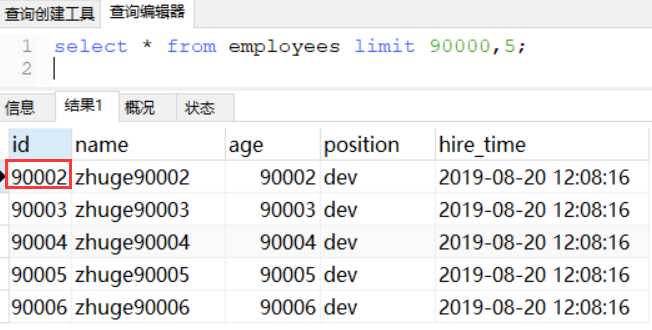 查询创建工具 查询编辑器
1 select * from employees limit 90000,5;
2
信息 结果1 概况 状态
id name age position hire_time
90002 zhuge90002 90002 dev 2019-08-20 12:08:16
90003 zhuge90003 90003 dev 2019-08-20 12:08:16
90004 zhuge90004 90004 dev 2019-08-20 12:08:16
90005 zhuge90005 90005 dev 2019-08-20 12:08:16
90006 zhuge90006 90006 dev 2019-08-20 12:08:16